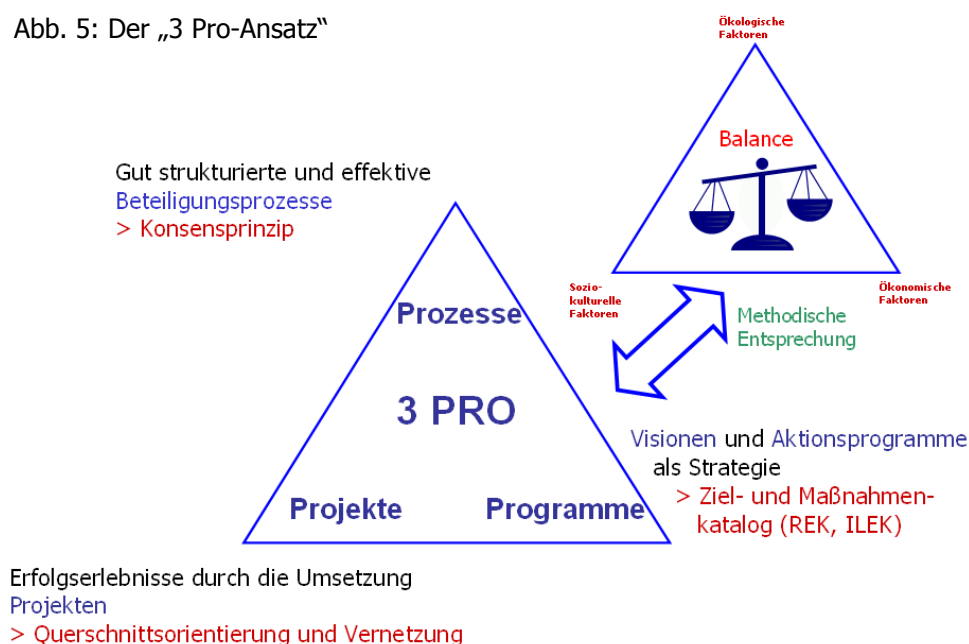 Abb. 5: Der „3 Pro-Ansatz“
Ökologische
Faktoren
Balance
Sozio-
kulturelle
Faktoren
Ökonomische
Faktoren
Methodische
Entsprechung
Gut strukturierte und effektive
Beteiligungsprozesse
> Konsensprinzip
Prozesse
3 PRO
Projekte
Programme
Visionen und Aktionsprogramme
als Strategie
> Ziel- und Maßnahmen-
katalog (REK, ILEK)
Erfolgserlebnisse durch die Umsetzung
Projekten
> Querschnittsorientierung und Vernetzung